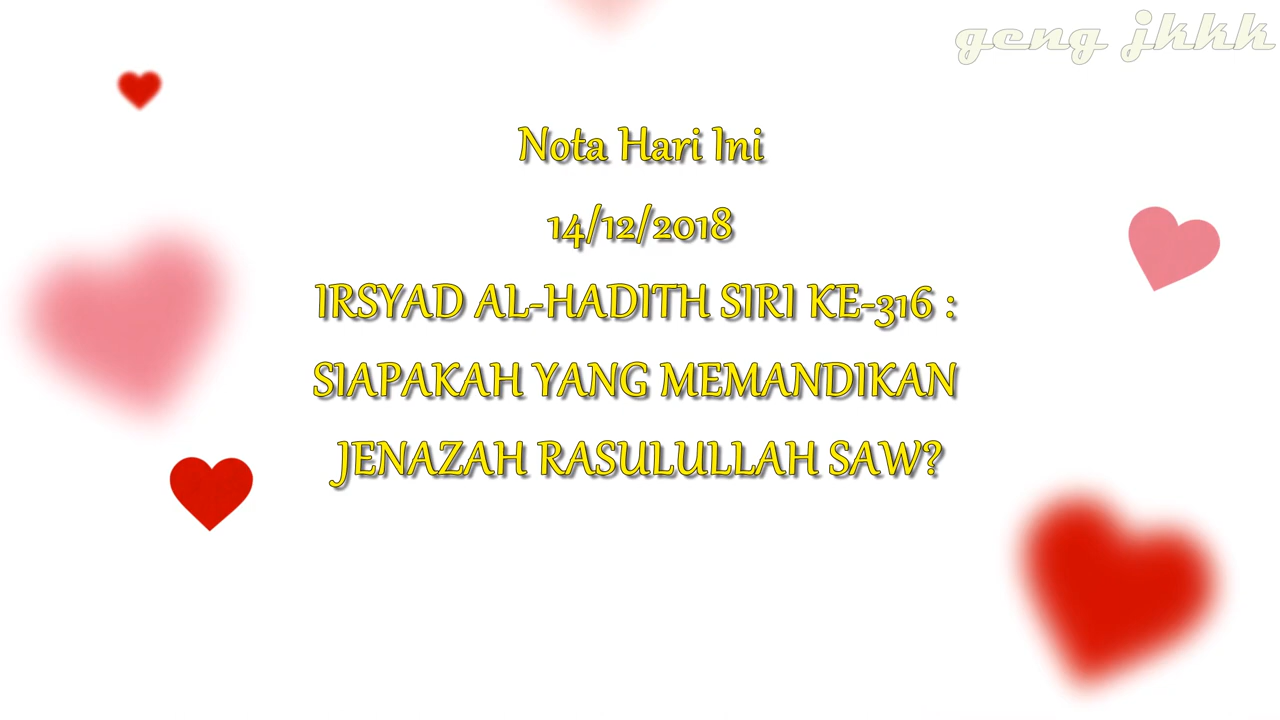 geng jkkk
Nota Hari Ini
14/12/2018
IRSYAD AL-HADITH SIRI KE-316 :
SIAPAKAH YANG MEMANDIKAN
JENAZAH RASULULLAH SAW?